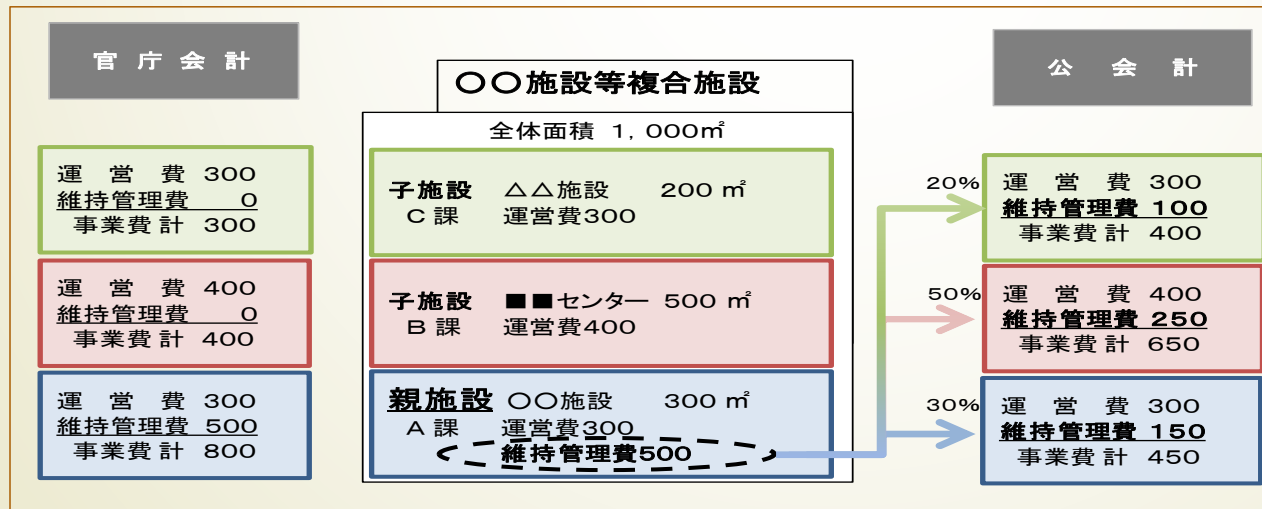 官庁会計
運営費 300
維持管理費 0
事業費計 300
運営費 400
維持管理費 0
事業費計 400
運営費 300
維持管理費 500
事業費計 800
〇〇施設等複合施設
全体面積 1,000㎡
子施設 △△施設 200 ㎡
C 課 運営費300
子施設 ■■センター 500 ㎡
B 課 運営費400
親施設 〇〇施設 300 ㎡
A 課 運営費300
維持管理費500
公会計
20%
運営費 300
維持管理費 100
事業費計 400
50%
運営費 400
維持管理費 250
事業費計 650
30%
運営費 300
維持管理費 150
事業費計 450